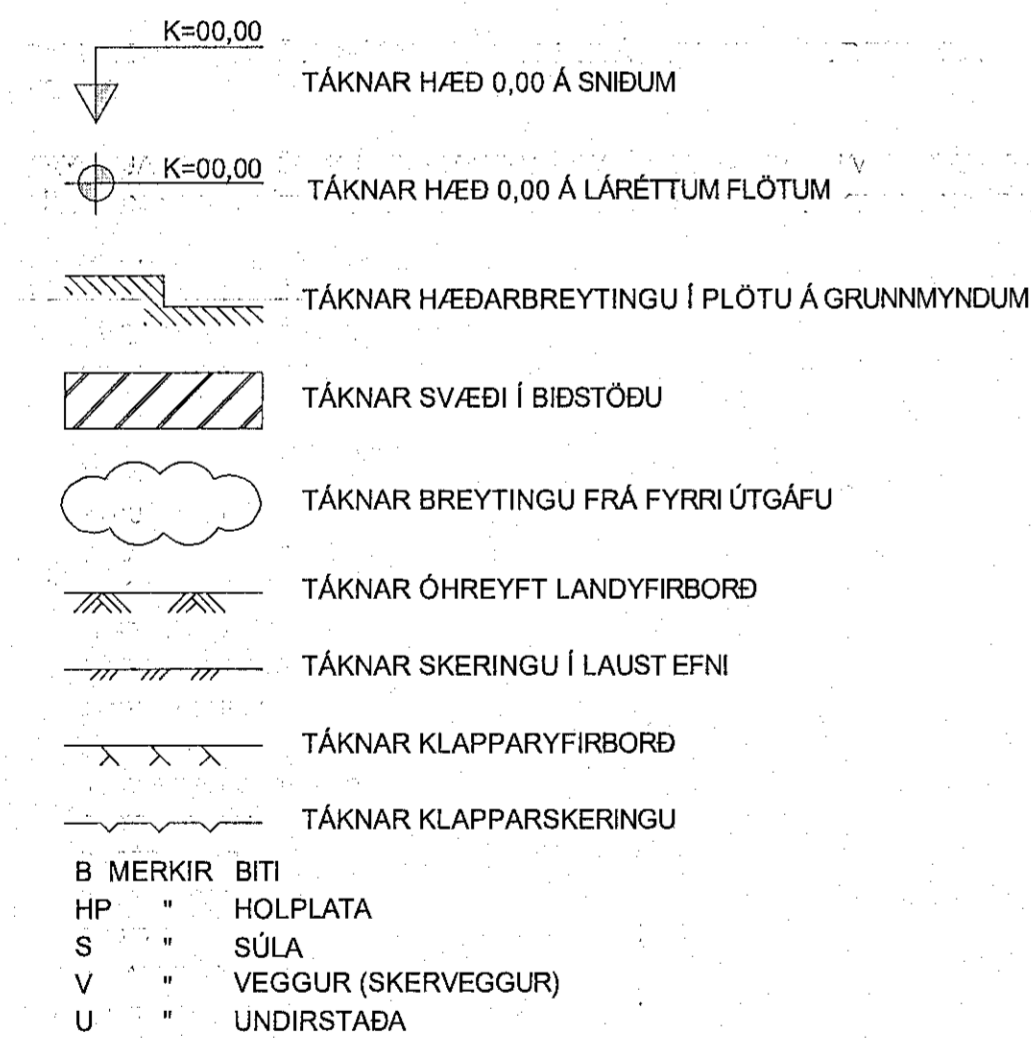 K=00,00
TÁKNAR HÆÐ 0,00 Á SNIÐUM
K=00,00
TÁKNAR HÆÐ 0,00 Á LÁRÉTTUM FLÖTUM
TÁKNAR HÆÐARBREYTINGU Í PLÖTU Á GRUNNMYNDUM
TÁKNAR SVÆÐI Í BIÐSTÖÐU
TÁKNAR BREYTINGU FRÁ FYRRI ÚTGÁFU
TÁKNAR ÓHREYFT LANDYFIRBORÐ
TÁKNAR SKERINGU Í LAUST EFNI
TÁKNAR KLAPPARYFIRBORÐ
TÁKNAR KLAPPARSKERINGU
B MERKIR BITI
HP " HOLPLATA
S " SÚLA
V " VEGGUR (SKERVEGGUR)
U " UNDIRSTAÐA